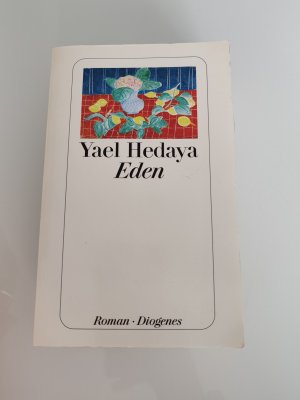 Yael Hedaya
Eden
Roman · Diogenes